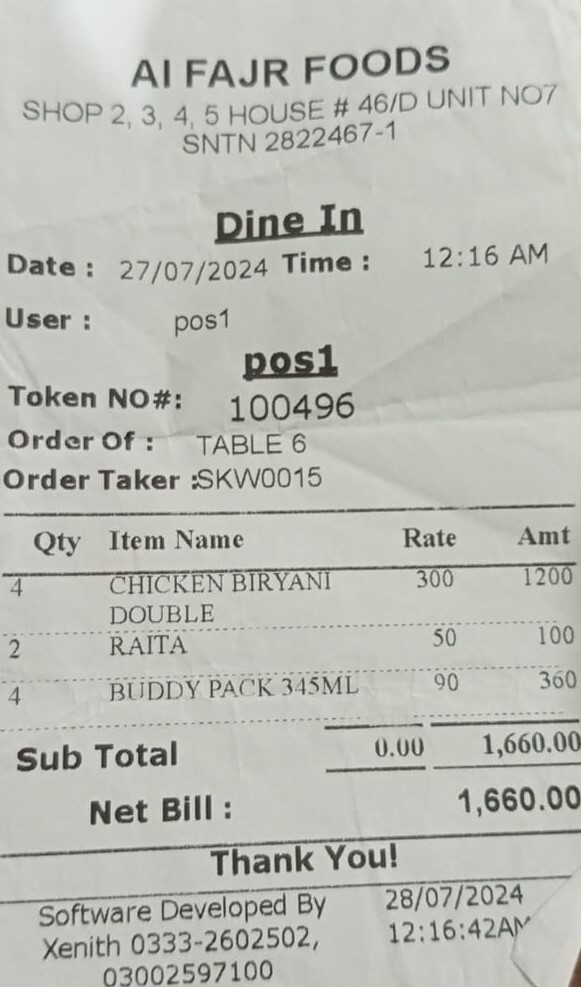 Al FAJR FOODS
SHOP 2, 3, 4, 5 HOUSE # 46/D UNIT NO7
SNTN 2822467-1
Dine In
Date : 27/07/2024 Time : 12:16 AM
User : pos1
pos1
Token NO#: 100496
Order Of : TABLE 6
Order Taker :SKW0015
Qty Item Name Rate Amt
4 CHICKEN BIRYANI 300 1200
DOUBLE
2 RAITA 50 100
4 BUDDY PACK 345ML 90 360
Sub Total 0.00 1,660.00
Net Bill : 1,660.00
Thank You!
Software Developed By 28/07/2024
Xenith 0333-2602502, 12:16:42AM
03002597100